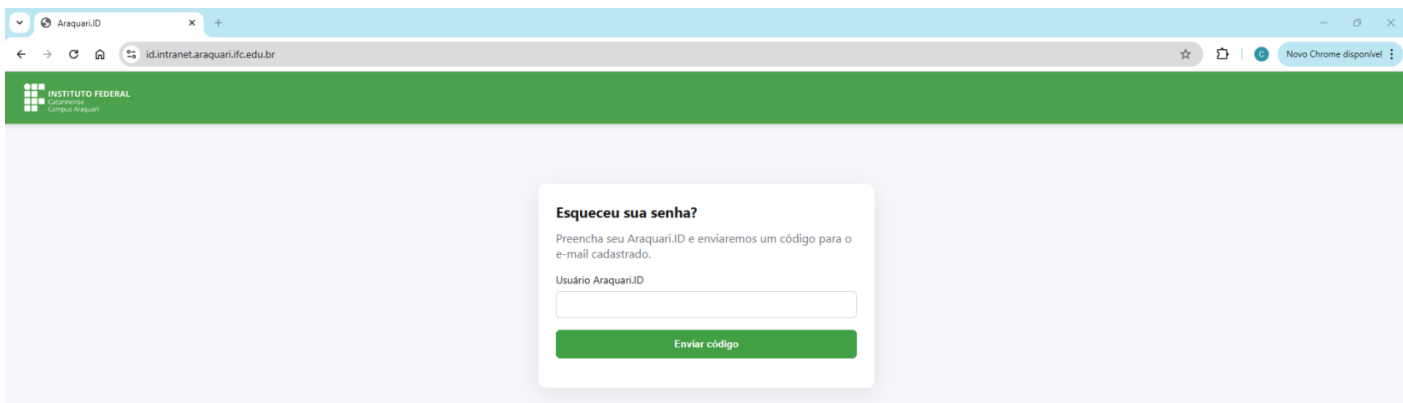 Araquari.ID
id.intranet.araquari.ifc.edu.br
C
Novo Chrome disponível
INSTITUTO FEDERAL
Catarinense
Campus Araquari
Esqueceu sua senha?
Preencha seu Araquari.ID e enviaremos um código para o
e-mail cadastrado.
Usuário Araquari.ID
Enviar código